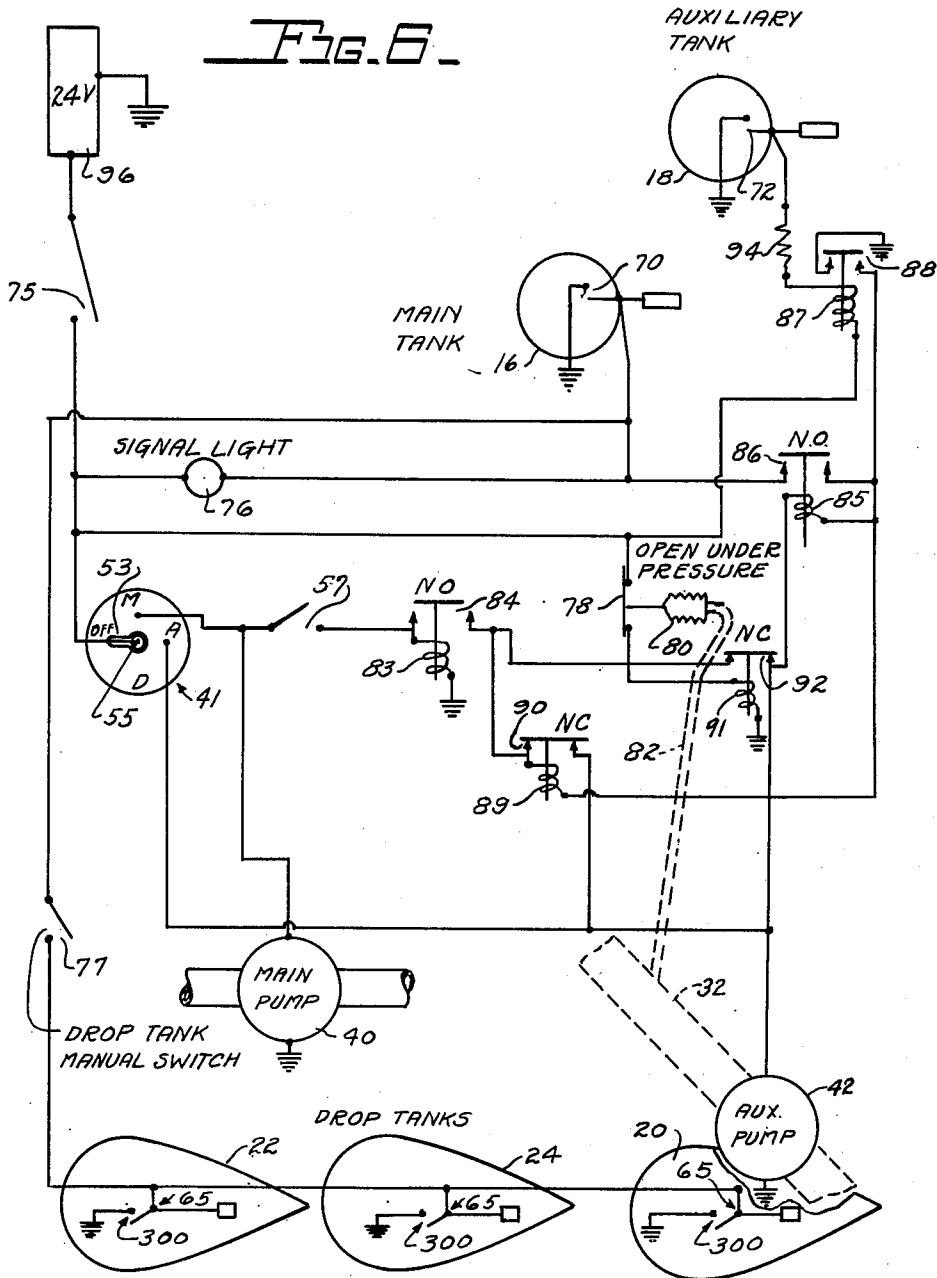 FIG. 6.
AUXILIARY
TANK
24V
96
18
72
94
88
87
75
70
MAIN
TANK
16
SIGNAL LIGHT
76
N.O.
86
85
OPEN UNDER
PRESSURE
53
M
OFF
A
D
55
41
57
NO
84
83
78
80
NC
92
91
90
NC
89
82
77
DROP TANK
MANUAL SWITCH
MAIN
PUMP
40
32
42
AUX.
PUMP
DROP TANKS
22
24
20
65
65
65
300
300
300